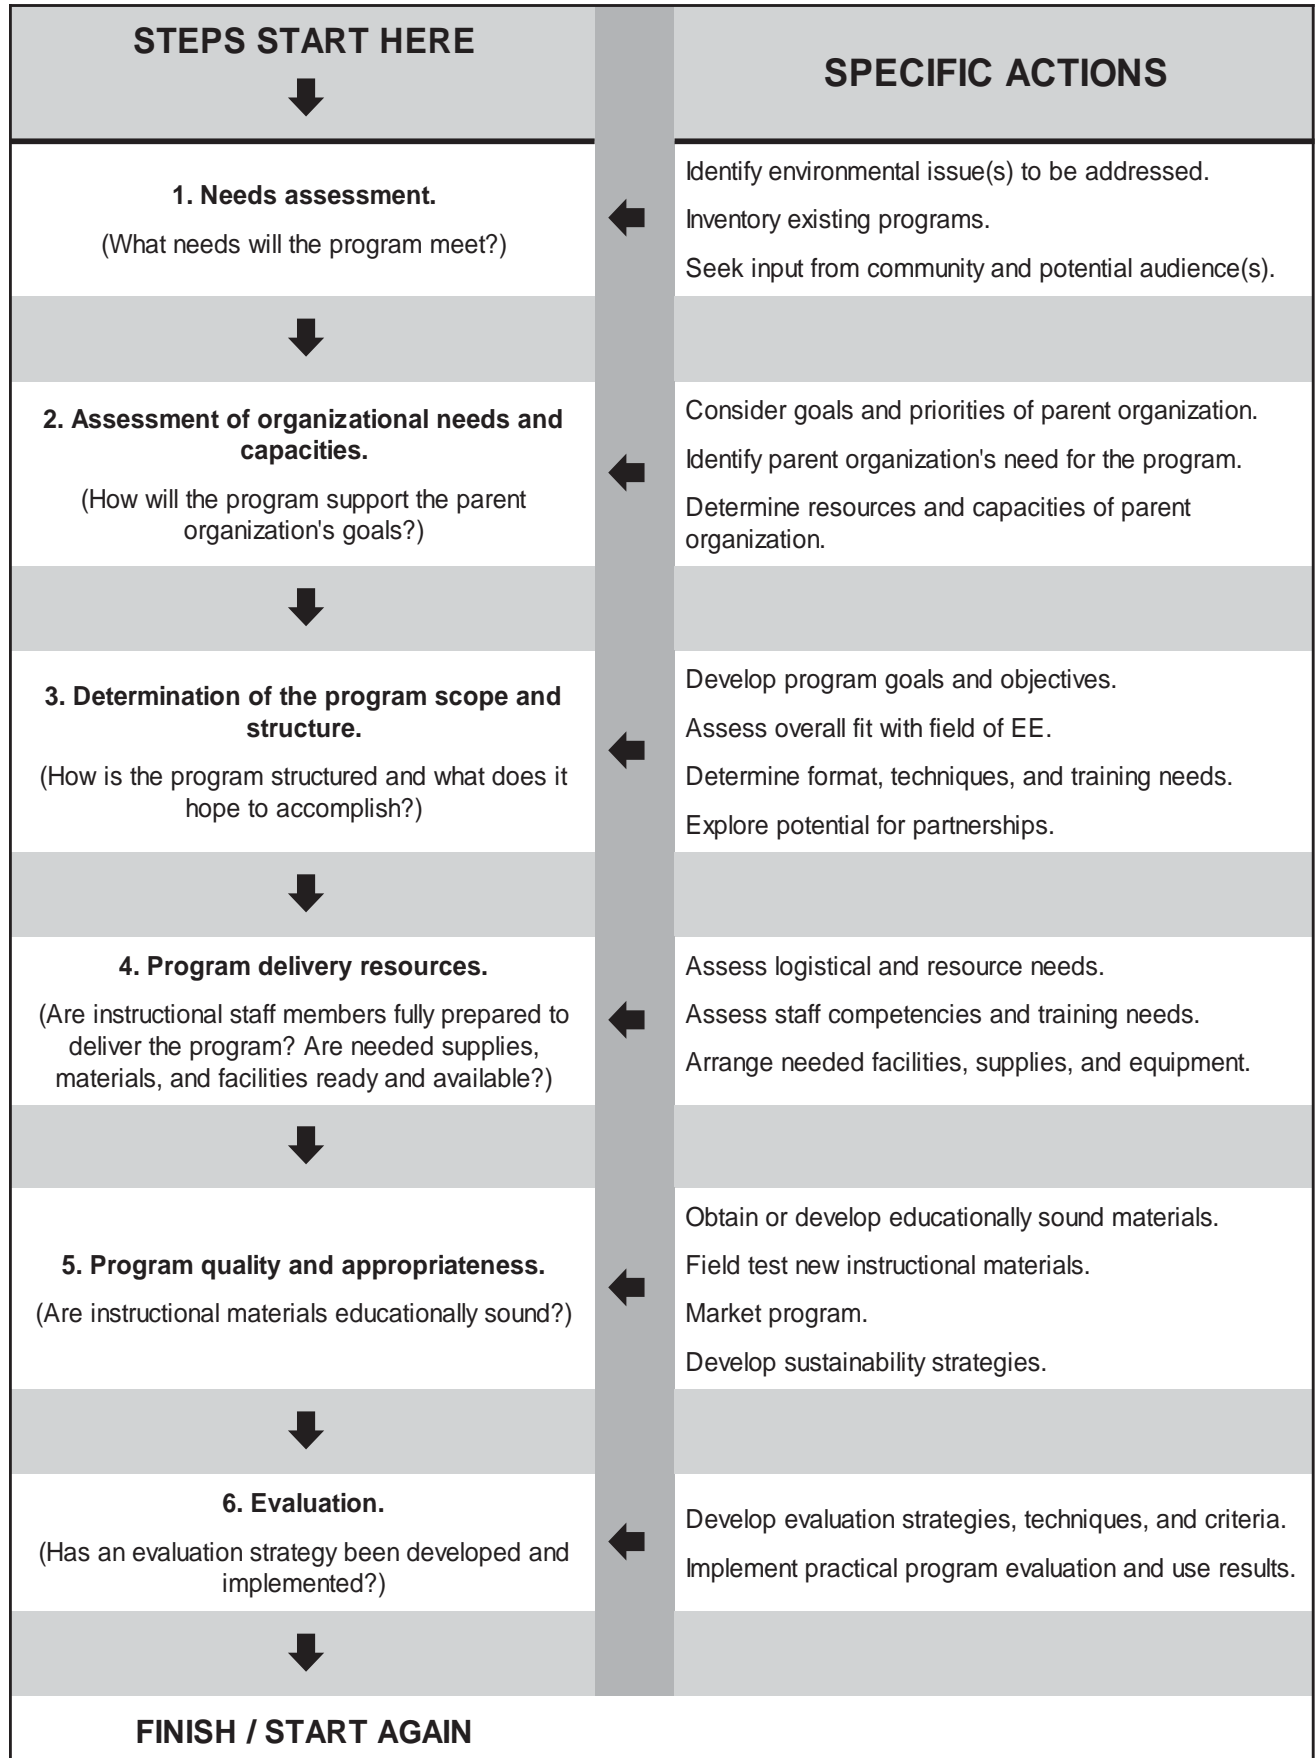 STEPS START HERE
SPECIFIC ACTIONS
1. Needs assessment.
(What needs will the program meet?)
Identify environmental issue(s) to be addressed.
Inventory existing programs.
Seek input from community and potential audience(s).
2. Assessment of organizational needs and
capacities.
(How will the program support the parent
organization's goals?)
Consider goals and priorities of parent organization.
Identify parent organization's need for the program.
Determine resources and capacities of parent
organization.
3. Determination of the program scope and
structure.
(How is the program structured and what does it
hope to accomplish?)
Develop program goals and objectives.
Assess overall fit with field of EE.
Determine format, techniques, and training needs.
Explore potential for partnerships.
4. Program delivery resources.
(Are instructional staff members fully prepared to
deliver the program? Are needed supplies,
materials, and facilities ready and available?)
Assess logistical and resource needs.
Assess staff competencies and training needs.
Arrange needed facilities, supplies, and equipment.
5. Program quality and appropriateness.
(Are instructional materials educationally sound?)
Obtain or develop educationally sound materials.
Field test new instructional materials.
Market program.
Develop sustainability strategies.
6. Evaluation.
(Has an evaluation strategy been developed and
implemented?)
Develop evaluation strategies, techniques, and criteria.
Implement practical program evaluation and use results.
FINISH / START AGAIN